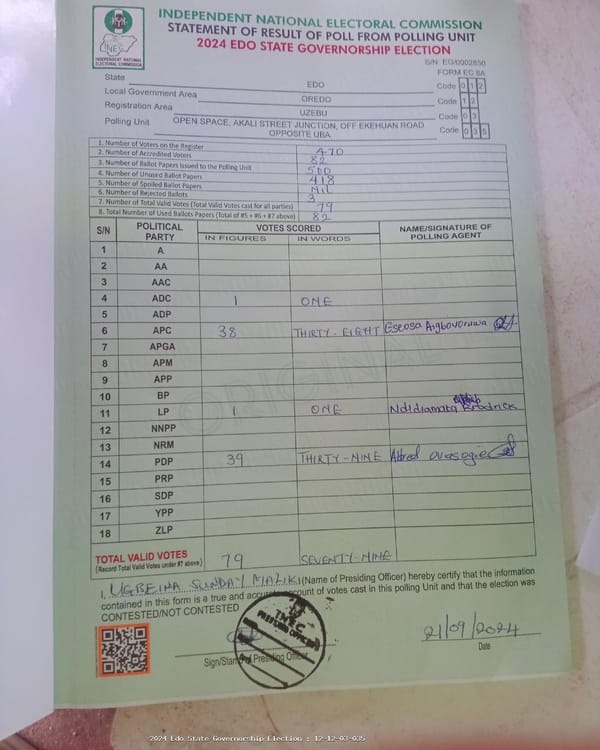 INDEPENDENT NATIONAL ELECTORAL COMMISSION
STATEMENT OF RESULT OF POLL FROM POLLING UNIT
2024 EDO STATE GOVERNORSHIP ELECTION
INEC
INDEPENDENT NATIONAL
ELECTORAL COMMISSION
S/N: EG/0002850
FORM EC 8A
State EDO Code 0 1 2
Local Government Area OREDO Code 1 2
Registration Area UZEBU Code 0 3
Polling Unit OPEN SPACE, AKALI STREET JUNCTION, OFF EKEHUAN ROAD OPPOSITE UBA Code 0 3 5
1. Number of Voters on the Register 470
2. Number of Accredited Voters 82
3. Number of Ballot Papers Issued to the Polling Unit 500
4. Number of Unused Ballot Papers 418
5. Number of Spoiled Ballot Papers NIL
6. Number of Rejected Ballots 3
7. Number of Total Valid Votes (Total Valid Votes cast for all parties) 79
8. Total Number of Used Ballots Papers (Total of #5 + #6 + #7 above) 82
S/N POLITICAL PARTY VOTES SCORED NAME/SIGNATURE OF POLLING AGENT
IN FIGURES IN WORDS
1 A
2 AA
3 AAC
4 ADC 1 ONE
5 ADP
6 APC 38 THIRTY-EIGHT Eseosa
7 APGA
8 APM
9 APP
10 BP
11 LP 1 ONE
12 NNPP
13 NRM
14 PDP 39 THIRTY-NINE
15 PRP
16 SDP
17 YPP
18 ZLP
ORIGINAL
TOTAL VALID VOTES 79 SEVENTY-NINE
(Record Total Valid Votes under #7 above)
I, UGBEINA SUNDAY MALIKI (Name of Presiding Officer) hereby certify that the information
contained in this form is a true and accurate account of votes cast in this polling Unit and that the election was
CONTESTED/NOT CONTESTED
INEC
PRESIDING OFFICER
21/09/2024
Sign/Stamp of Presiding Officer
Date
2024 Edo State Governorship Election : 12-12-03-035